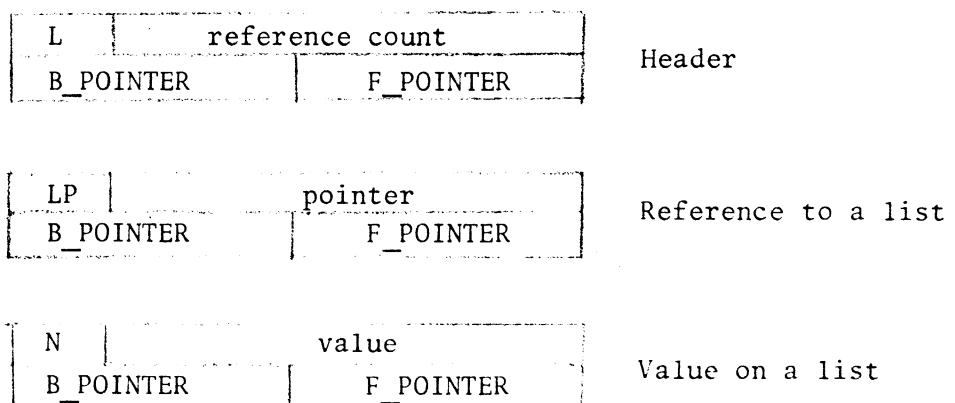 L reference count
Header
B_POINTER F_POINTER
LP pointer
Reference to a list
B_POINTER F_POINTER
N value
Value on a list
B_POINTER F_POINTER